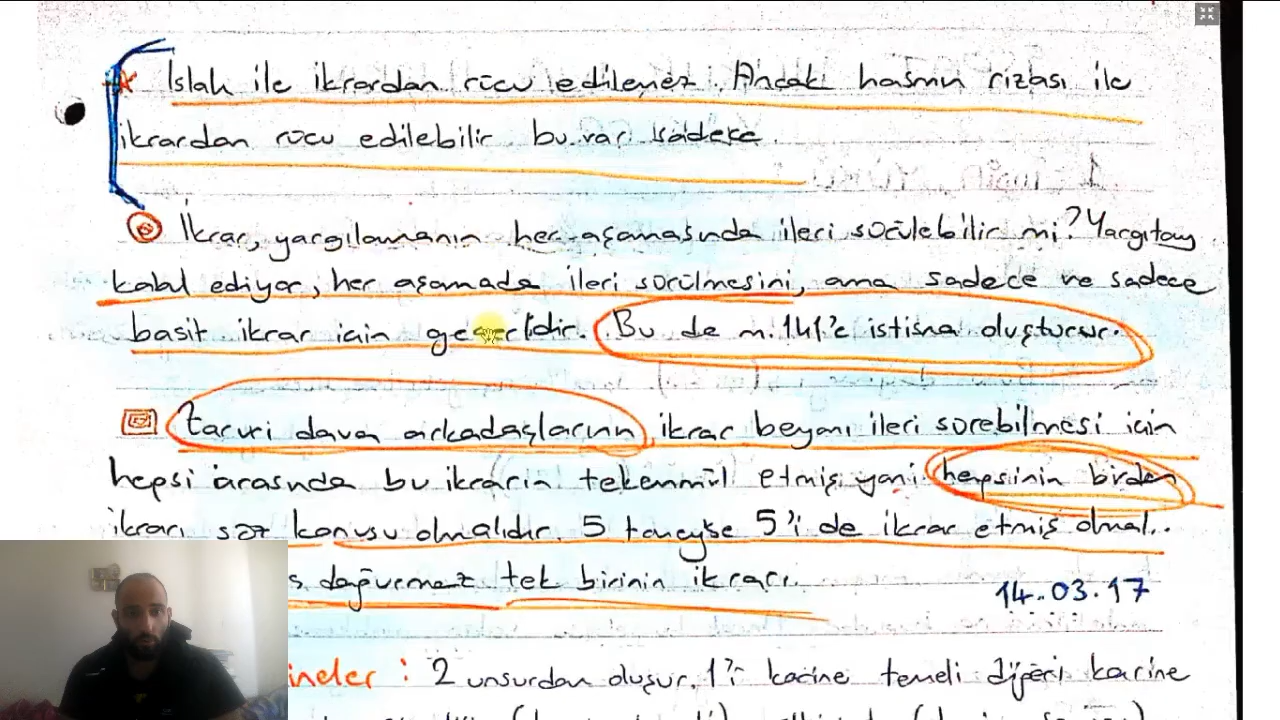 * Islah ile ikrardan rücu edilemez. Ancak hasmın rızası ile
ikrardan rücu edilebilir bu var sadece.
İkrar, yargılamanın her aşamasında ileri sürülebilir mi? Yargıtay
kabul ediyor, her aşamada ileri sürülmesini, ama sadece ve sadece
basit ikrar için geçerlidir. Bu da m. 141'e istisna oluşturur.
Zaruri dava arkadaşlarının ikrar beyanı ileri sürebilmesi için
hepsi arasında bu ikrarın tekemmül etmiş yani hepsinin birden
ikrarı söz konusu olmalıdır. 5 taneyse 5'i de ikrar etmiş olmal..
doğurmaz tek birinin ikrarı.
14.03.17
ineler : 2 unsurdan oluşur. 1'i karine temeli diğeri karine